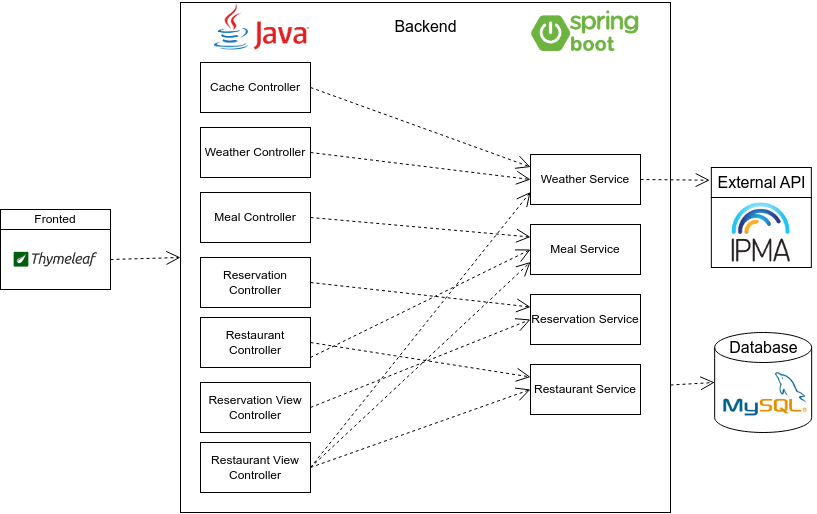 Java
Backend
spring
boot
Cache Controller
Weather Controller
Meal Controller
Reservation
Controller
Restaurant
Controller
Reservation View
Controller
Restaurant View
Controller
Weather Service
Meal Service
Reservation Service
Restaurant Service
Fronted
Thymeleaf
External API
IPMA
Database
MySQL®